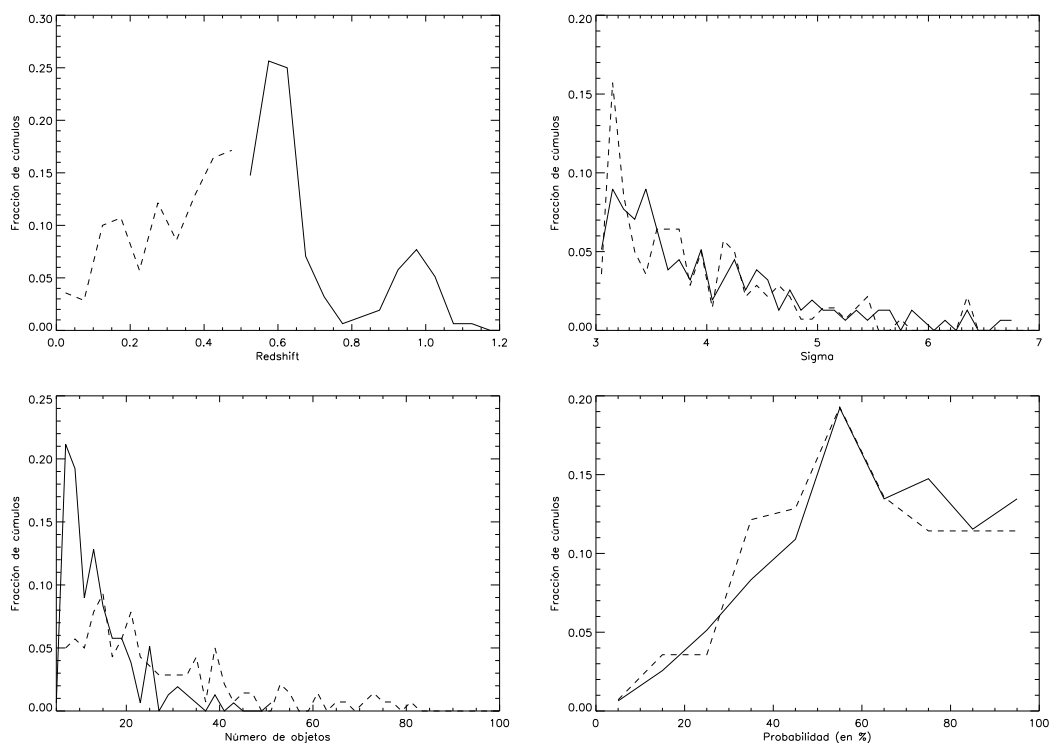 0.30
0.25
0.20
0.15
0.10
0.05
0.00
Fracción de cúmulos
0.0 0.2 0.4 0.6 0.8 1.0 1.2
Redshift
0.20
0.15
0.10
0.05
0.00
Fracción de cúmulos
3 4 5 6 7
Sigma
0.25
0.20
0.15
0.10
0.05
0.00
Fracción de cúmulos
20 40 60 80 100
Número de objetos
0.20
0.15
0.10
0.05
0.00
Fracción de cúmulos
0 20 40 60 80 100
Probabilidad (en %)